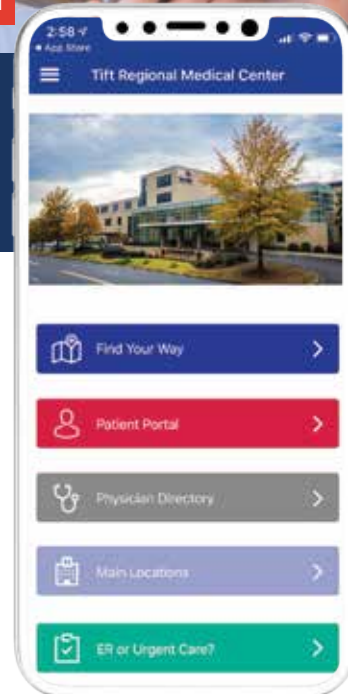 2:58
App Store
Tift Regional Medical Center
Find Your Way
Patient Portal
Physician Directory
Main Locations
ER or Urgent Care?